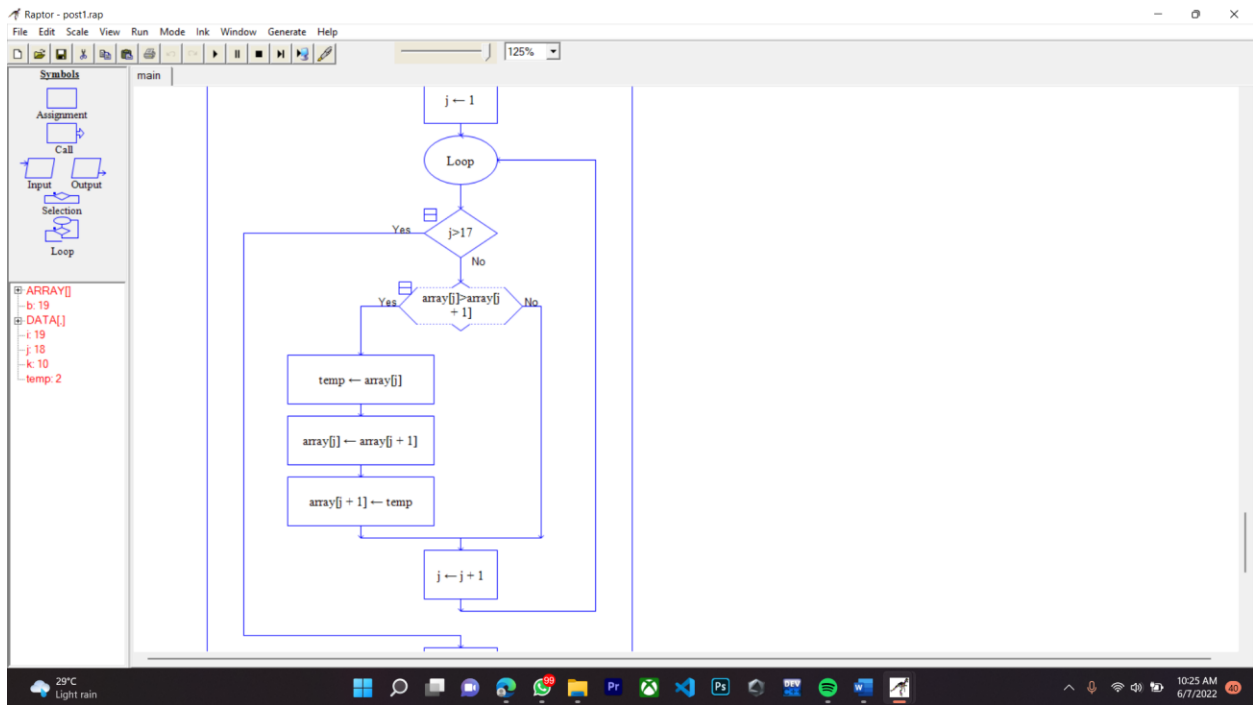 Raptor - post1.rap
File Edit Scale View Run Mode Ink Window Generate Help
125%
Symbols
main
Assignment
Call
Input Output
Selection
Loop
ARRAY[]
b: 19
DATA[,]
i: 19
j: 18
k: 10
temp: 2
j ← 1
Loop
Yes
j>17
No
Yes
array[j]>array[j
+ 1]
No
temp ← array[j]
array[j] ← array[j + 1]
array[j + 1] ← temp
j ← j + 1
29°C
Light rain
99
Pr
Ps
DEV
10:25 AM
6/7/2022
40